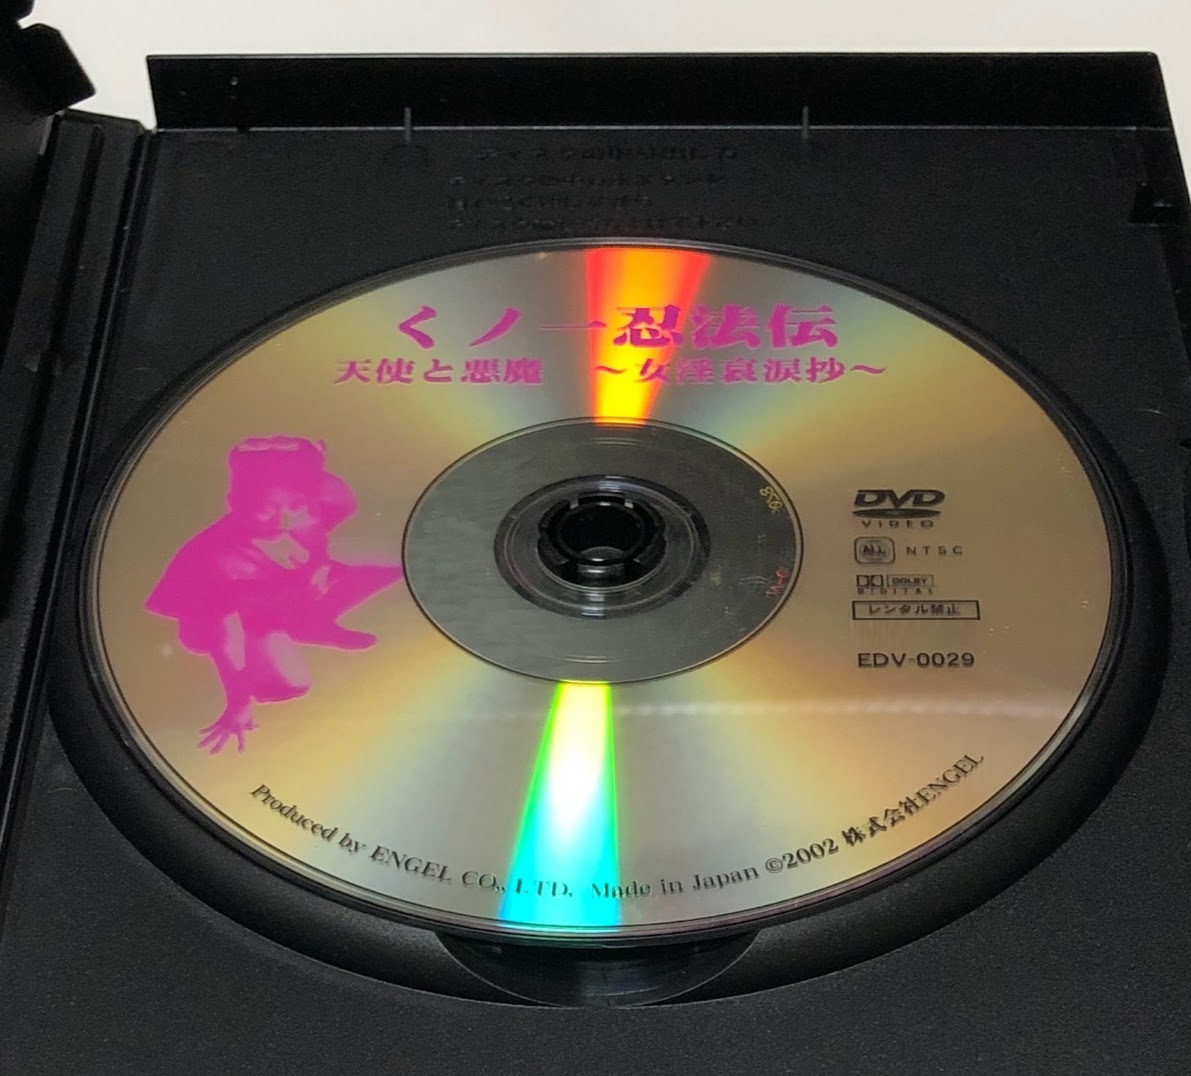 くノ一忍法伝
天使と悪魔　～女淫哀涙抄～
DVD
VIDEO
ALL NTSC
DOLBY
DIGITAL
レンタル禁止
EDV-0029
Produced by ENGEL CO., LTD. Made in Japan ©2002 株式会社ENGEL